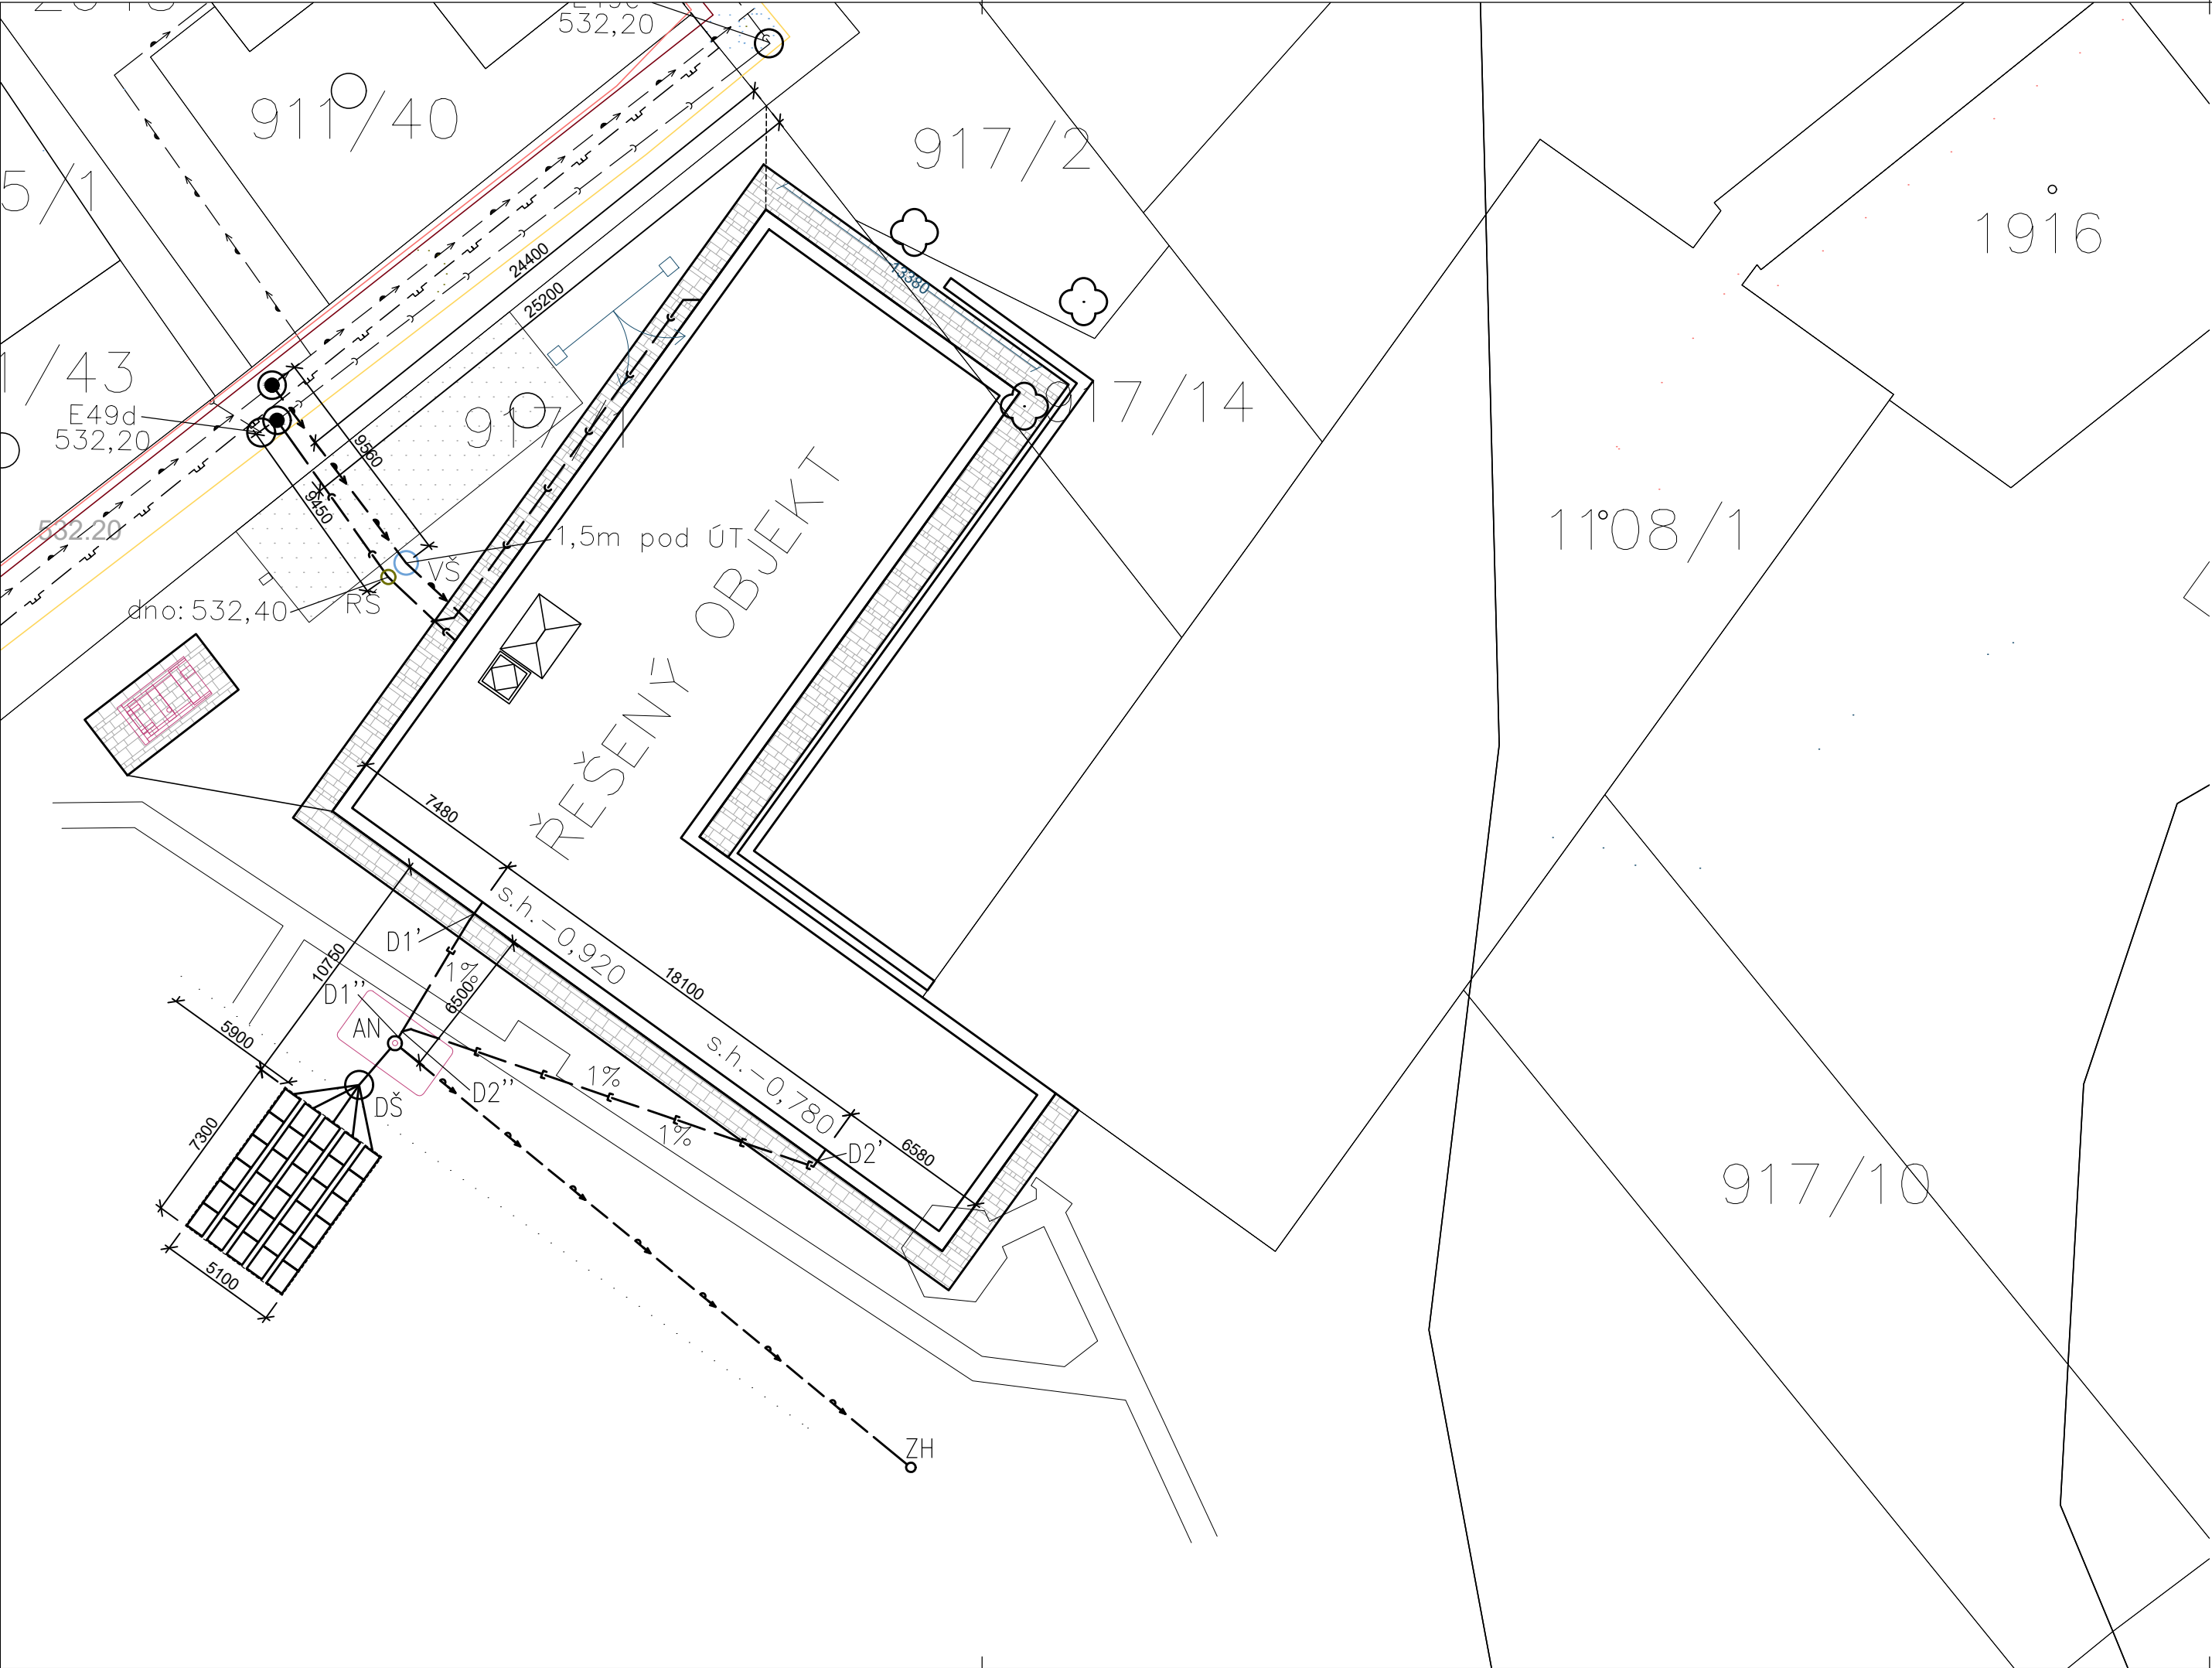 532,20
911/40
917/2
5/1
1916
24400
13380
25200
1/43
917/14
E49d
532,20
9560
9450
532.20
1,5m pod ÚT
1108/1
VŠ
RŠ
dno: 532,40
ŘEŠENÝ OBJEKT
7480
s.h.-0,920
D1'
10750
1%
6500
18100
D1''
AN
5900
s.h.-0,780
1%
D2''
DŠ
7300
1%
D2'
6580
917/10
5100
ZH